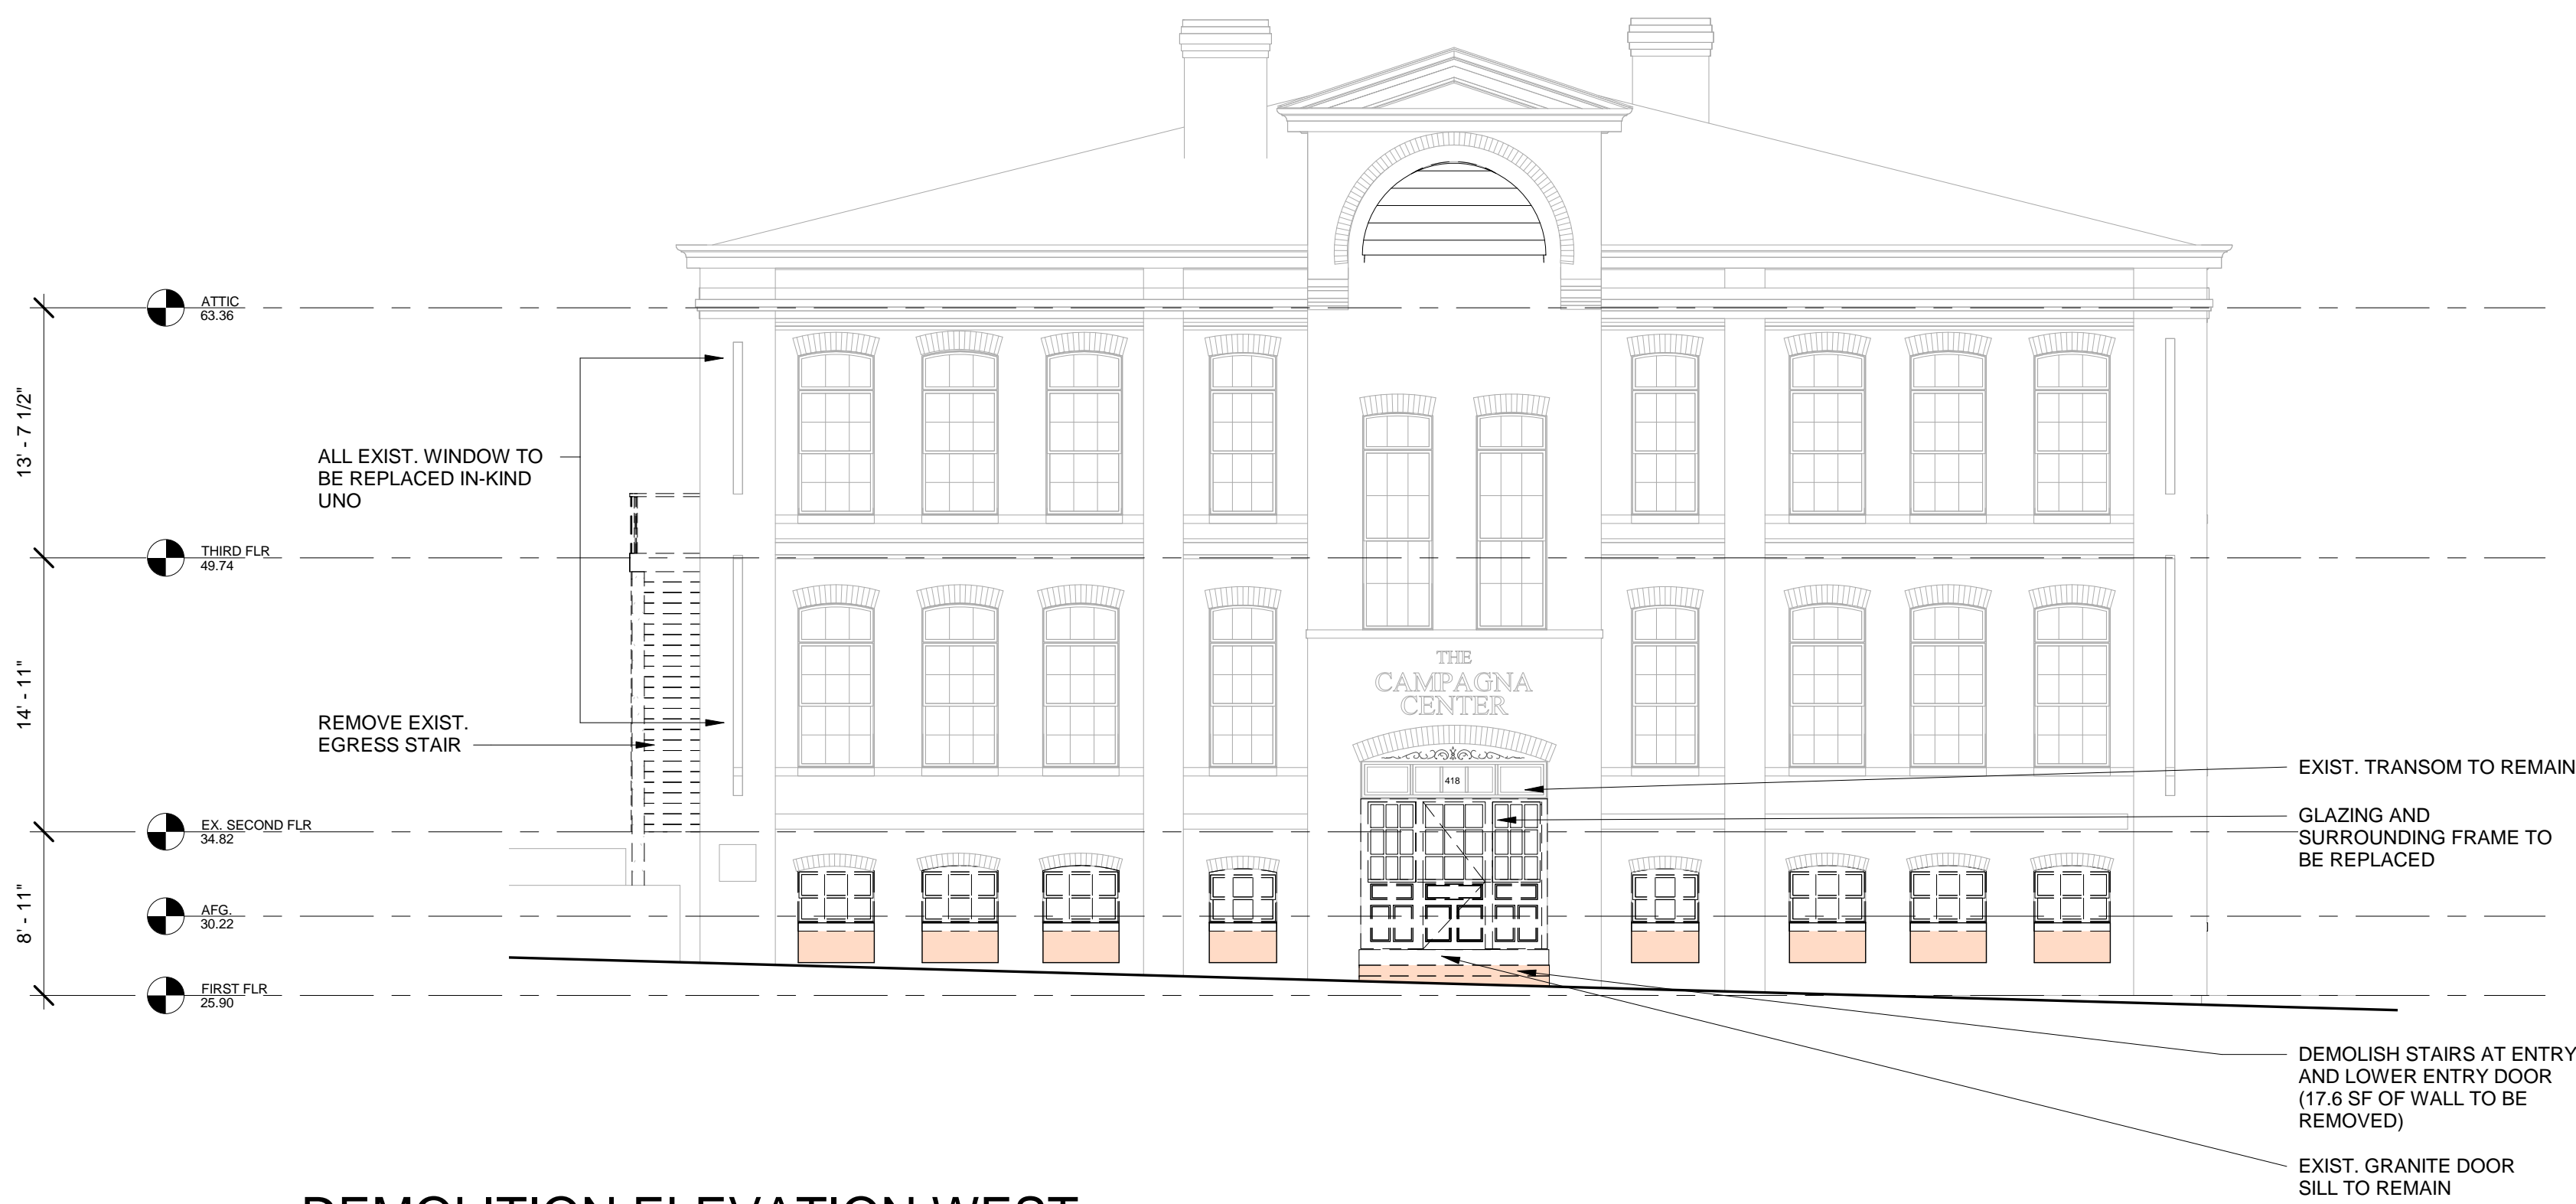 ATTIC
63.36
13' - 7 1/2"
ALL EXIST. WINDOW TO
BE REPLACED IN-KIND
UNO
THIRD FLR
49.74
14' - 11"
REMOVE EXIST.
EGRESS STAIR
THE
CAMPAGNA
CENTER
418
EXIST. TRANSOM TO REMAIN
GLAZING AND
SURROUNDING FRAME TO
BE REPLACED
EX. SECOND FLR
34.82
8' - 11"
AFG.
30.22
FIRST FLR
25.90
DEMOLISH STAIRS AT ENTRY
AND LOWER ENTRY DOOR
(17.6 SF OF WALL TO BE
REMOVED)
EXIST. GRANITE DOOR
SILL TO REMAIN
DEMOLITION ELEVATION WEST